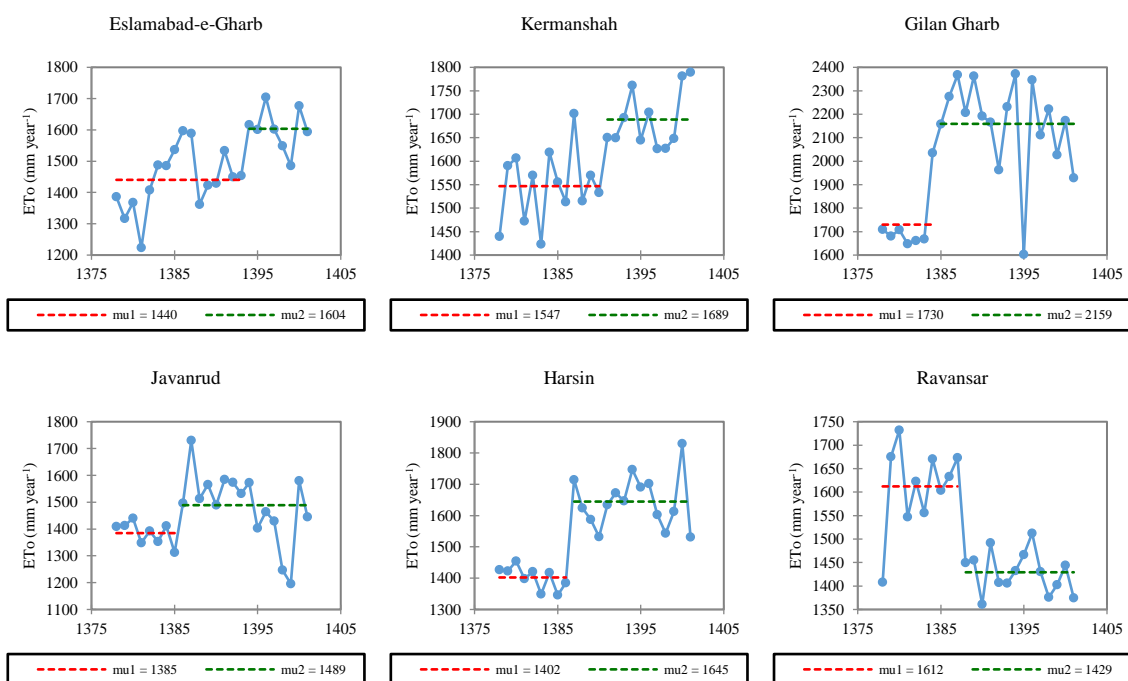 Eslamabad-e-Gharb
ETo (mm year⁻¹)
1800
1700
1600
1500
1400
1300
1200
1375 1385 1395 1405
mu1 = 1440 mu2 = 1604
Kermanshah
ETo (mm year⁻¹)
1800
1750
1700
1650
1600
1550
1500
1450
1400
1375 1385 1395 1405
mu1 = 1547 mu2 = 1689
Gilan Gharb
ETo (mm year⁻¹)
2400
2300
2200
2100
2000
1900
1800
1700
1600
1375 1385 1395 1405
mu1 = 1730 mu2 = 2159
Javanrud
ETo (mm year⁻¹)
1800
1700
1600
1500
1400
1300
1200
1100
1375 1385 1395 1405
mu1 = 1385 mu2 = 1489
Harsin
ETo (mm year⁻¹)
1900
1800
1700
1600
1500
1400
1300
1375 1385 1395 1405
mu1 = 1402 mu2 = 1645
Ravansar
ETo (mm year⁻¹)
1750
1700
1650
1600
1550
1500
1450
1400
1350
1375 1385 1395 1405
mu1 = 1612 mu2 = 1429